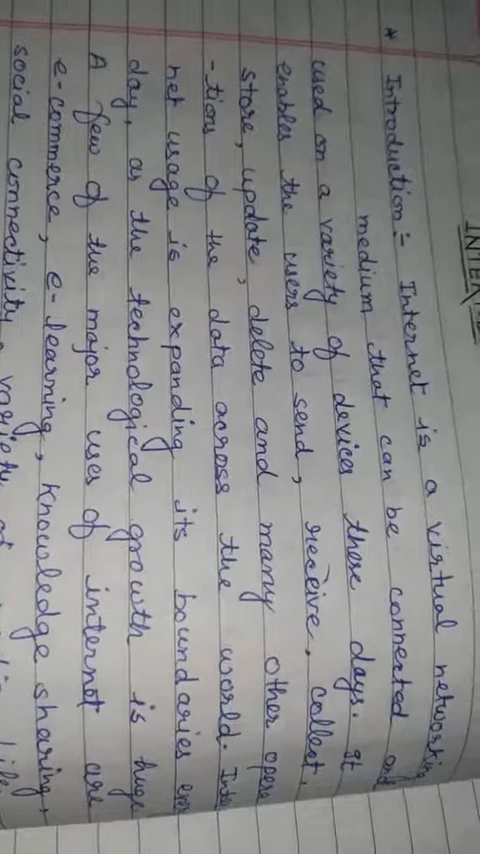 * Introduction:- Internet is a virtual networking
medium that can be connected and
used on a variety of devices these days. It
enables the users to send, receive, collect,
store, update, delete and many other opera
-tions of the data across the world. Inter
net usage is expanding its boundaries
day, as the technological growth is huge
A few of the major uses of internet are
e-commerce, e-learning, Knowledge sharing,
social connectivity, variety of